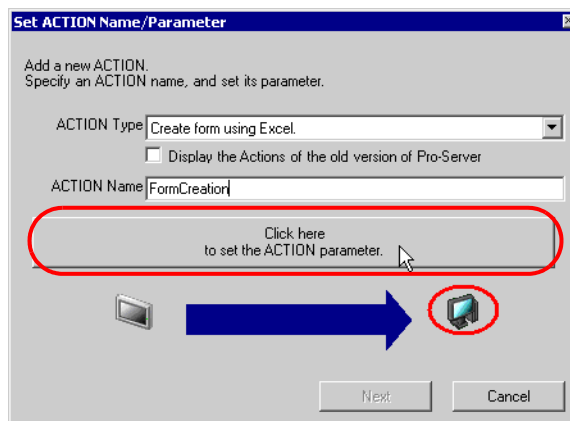 Set ACTION Name/Parameter
Add a new ACTION.
Specify an ACTION name, and set its parameter.
ACTION Type Create form using Excel.
Display the Actions of the old version of Pro-Server
ACTION Name FormCreation
Click here
to set the ACTION parameter.
Next Cancel